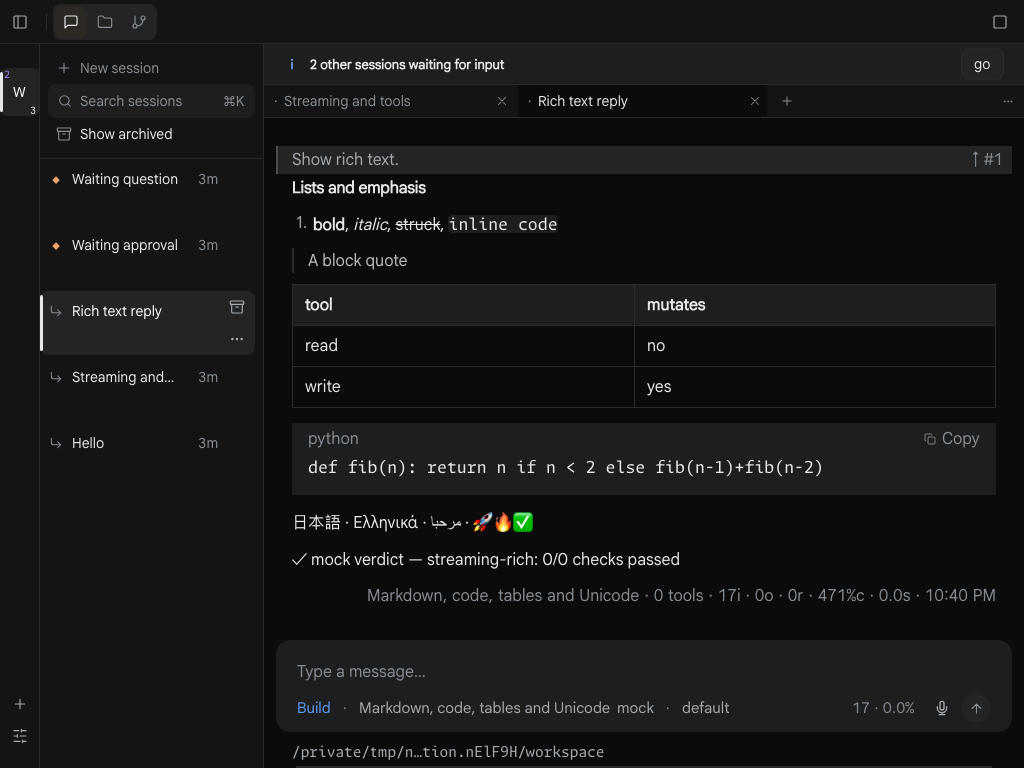 2
W
3
New session
Search sessions ⌘K
Show archived
Waiting question 3m
Waiting approval 3m
Rich text reply
...
Streaming and... 3m
Hello 3m
i 2 other sessions waiting for input go
· Streaming and tools
· Rich text reply
...
Show rich text. ↑ #1
Lists and emphasis
1. bold, italic, struck, inline code
A block quote
tool mutates
read no
write yes
python Copy
def fib(n): return n if n < 2 else fib(n-1)+fib(n-2)
日本語 · Ελληνικά · مرحبا · 🚀🔥✅
✓ mock verdict — streaming-rich: 0/0 checks passed
Markdown, code, tables and Unicode · 0 tools · 17i · 0o · 0r · 471%c · 0.0s · 10:40 PM
Type a message...
Build · Markdown, code, tables and Unicode mock · default 17 · 0.0%
/private/tmp/n…tion.nElF9H/workspace